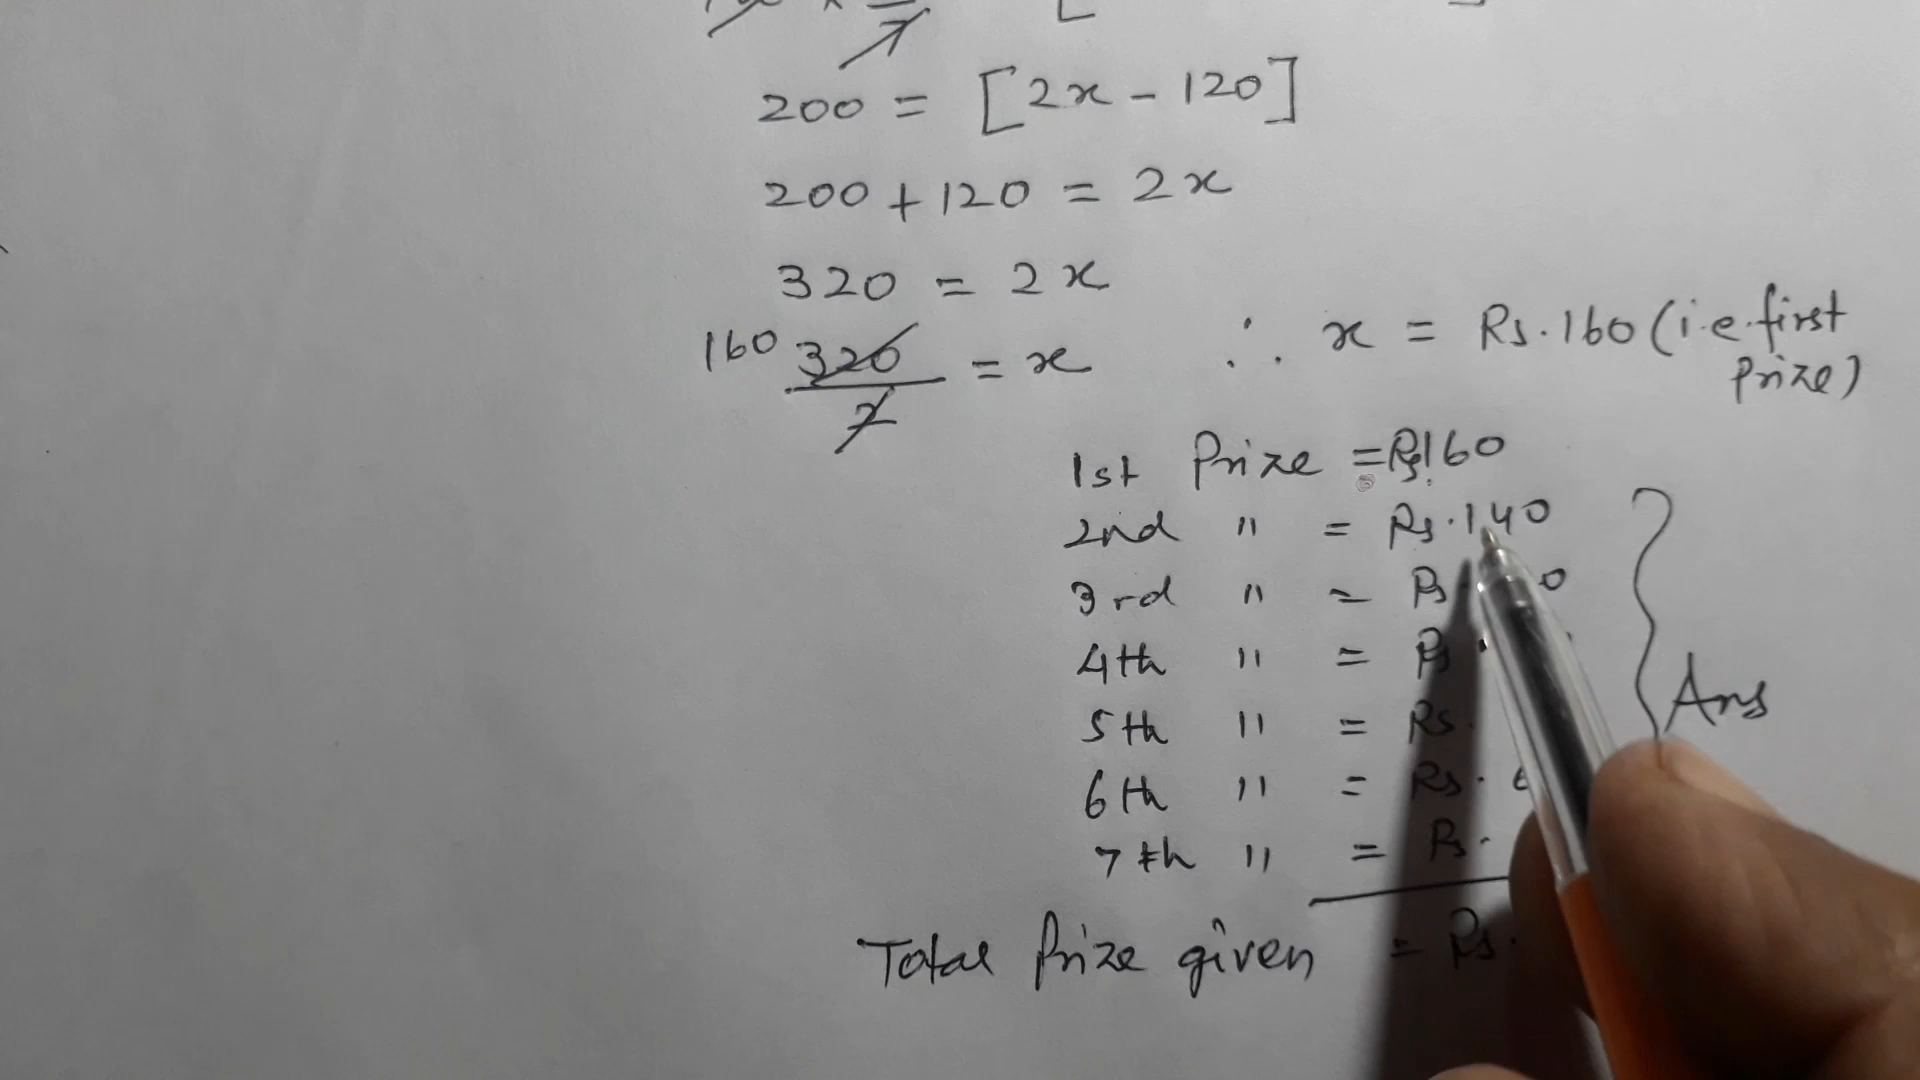 200 = [2x - 120]
200 + 120 = 2x
320 = 2x
160 320/2 = x
∴ x = Rs.160 (i.e. first Prize)
1st Prize = Rs.160
2nd " = Rs.140
3rd " = Rs 0
4th " = Rs.
5th " = Rs.
6th " = Rs.
7th " = Rs.
Ans
Total Prize given = Rs.